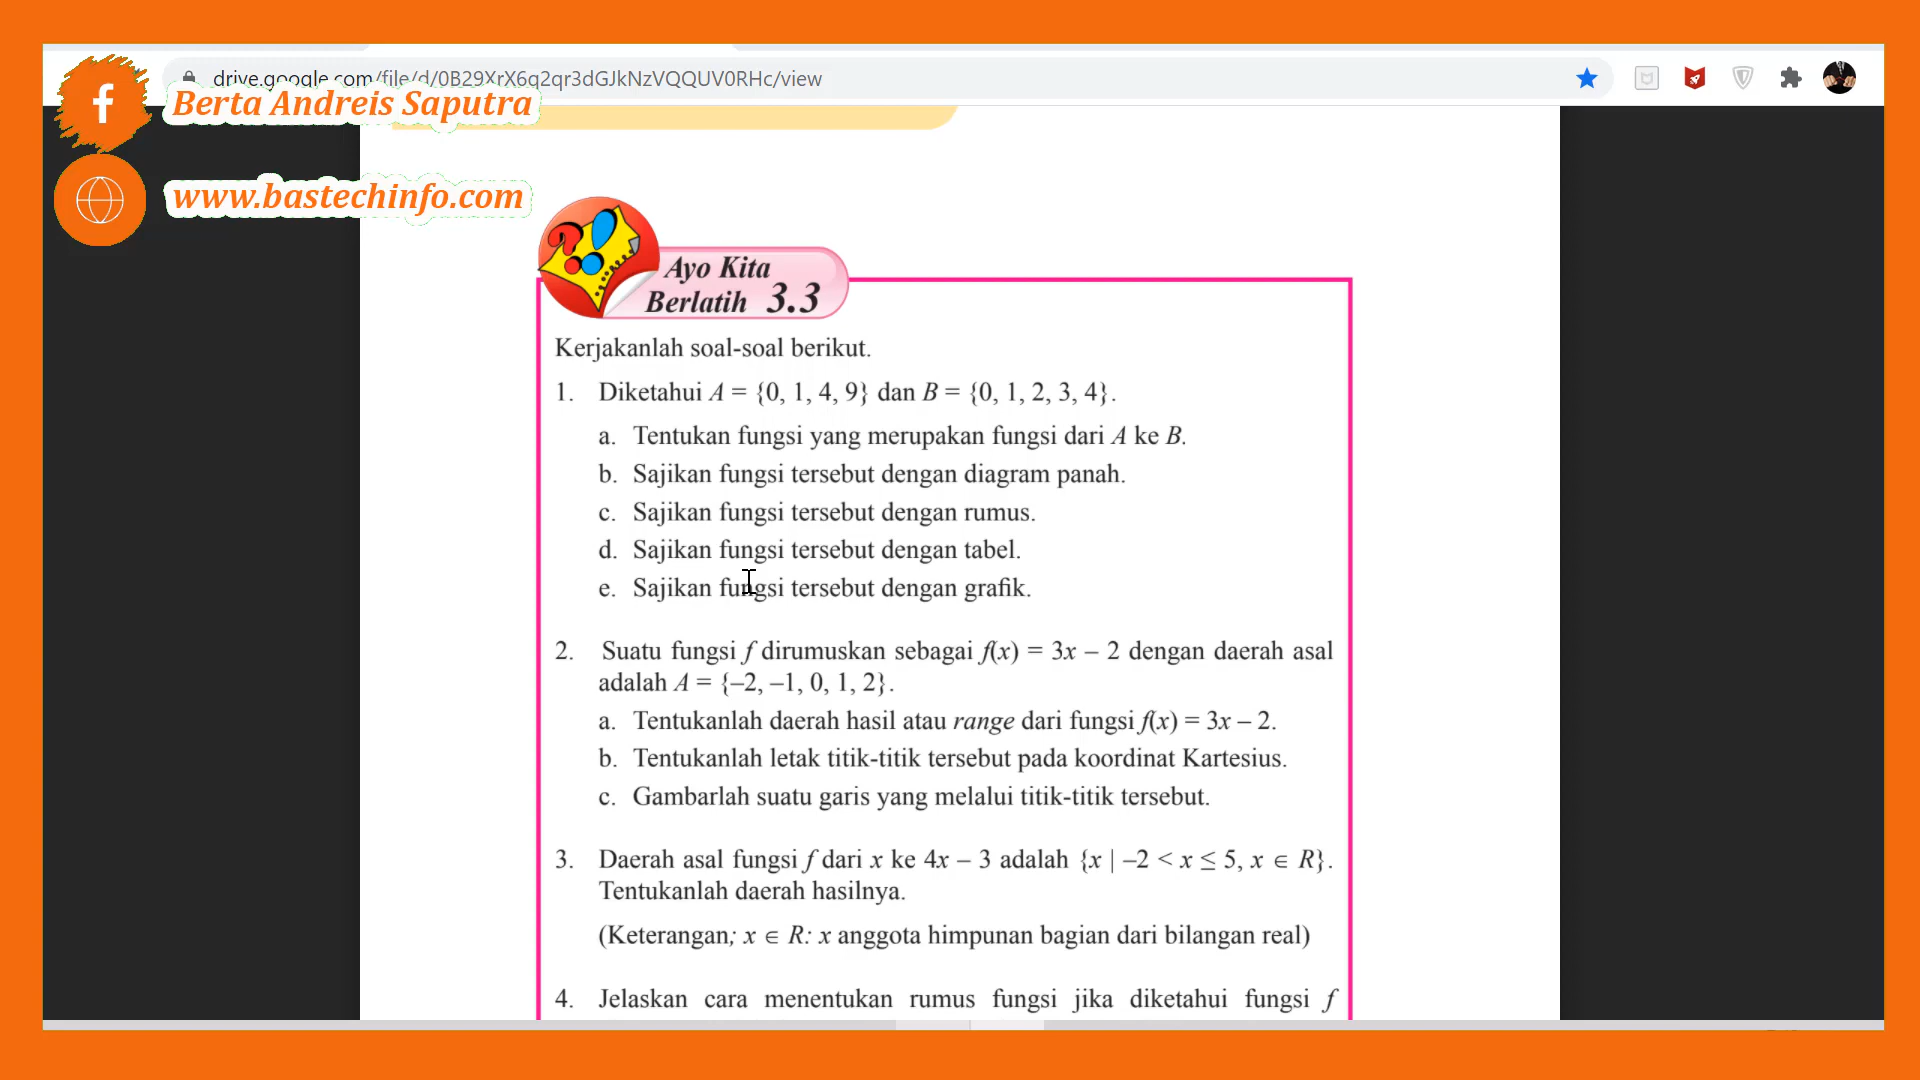 drive.google.com/file/d/0B29XrX6q2qr3dGJkNzVQQUV0RHc/view
f
Berta Andreis Saputra
www.bastechinfo.com
Ayo Kita
Berlatih 3.3
Kerjakanlah soal-soal berikut.
1. Diketahui A = {0, 1, 4, 9} dan B = {0, 1, 2, 3, 4}.
a. Tentukan fungsi yang merupakan fungsi dari A ke B.
b. Sajikan fungsi tersebut dengan diagram panah.
c. Sajikan fungsi tersebut dengan rumus.
d. Sajikan fungsi tersebut dengan tabel.
e. Sajikan fungsi tersebut dengan grafik.
2. Suatu fungsi f dirumuskan sebagai f(x) = 3x – 2 dengan daerah asal
adalah A = {–2, –1, 0, 1, 2}.
a. Tentukanlah daerah hasil atau range dari fungsi f(x) = 3x – 2.
b. Tentukanlah letak titik-titik tersebut pada koordinat Kartesius.
c. Gambarlah suatu garis yang melalui titik-titik tersebut.
3. Daerah asal fungsi f dari x ke 4x – 3 adalah {x | –2 < x ≤ 5, x ∈ R}.
Tentukanlah daerah hasilnya.
(Keterangan; x ∈ R: x anggota himpunan bagian dari bilangan real)
4. Jelaskan cara menentukan rumus fungsi jika diketahui fungsi f